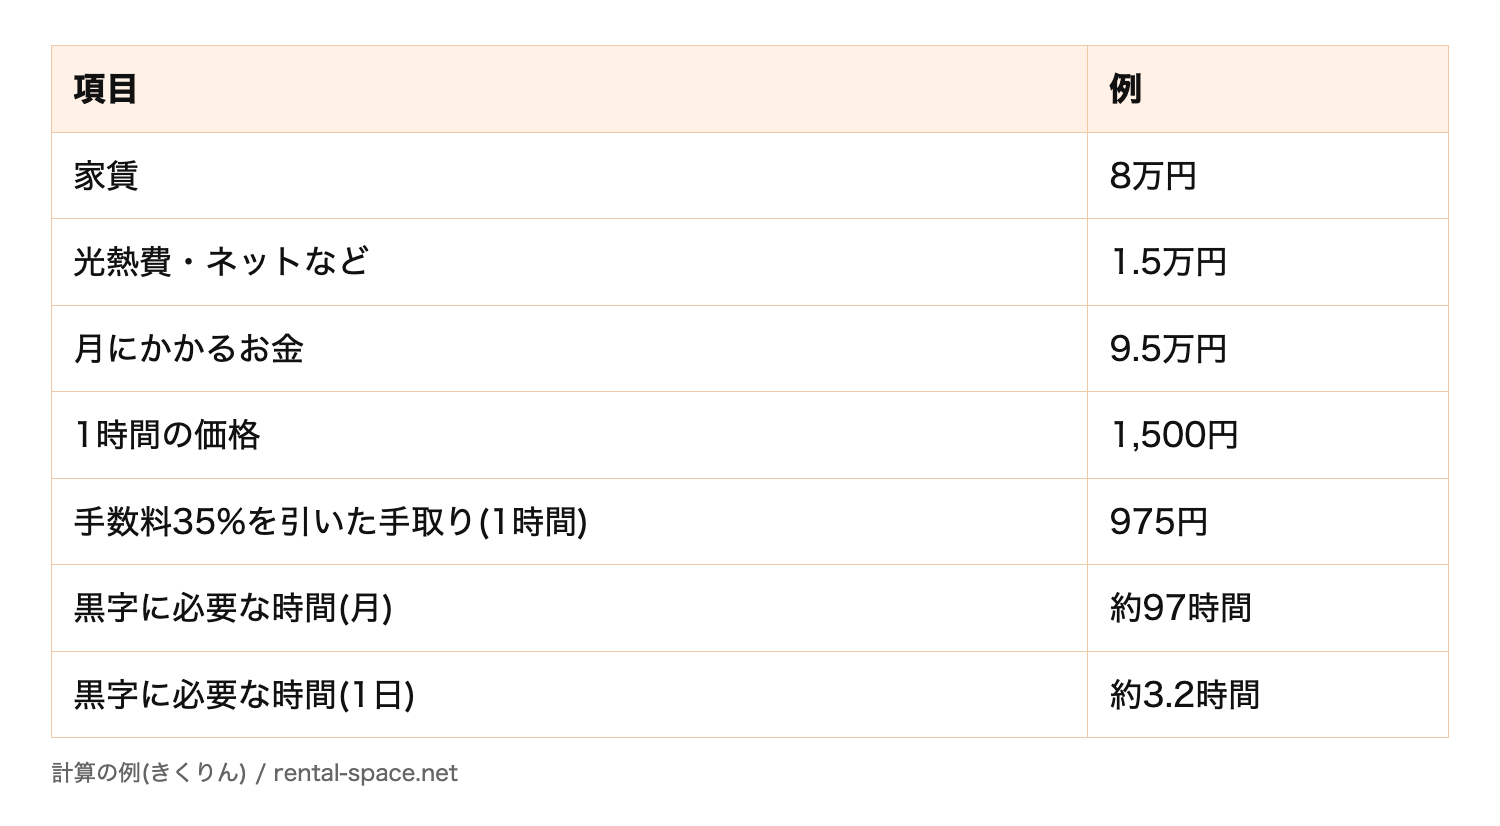 項目 例
家賃 8万円
光熱費・ネットなど 1.5万円
月にかかるお金 9.5万円
1時間の価格 1,500円
手数料35%を引いた手取り(1時間) 975円
黒字に必要な時間(月) 約97時間
黒字に必要な時間(1日) 約3.2時間
計算の例(きくりん) / rental-space.net